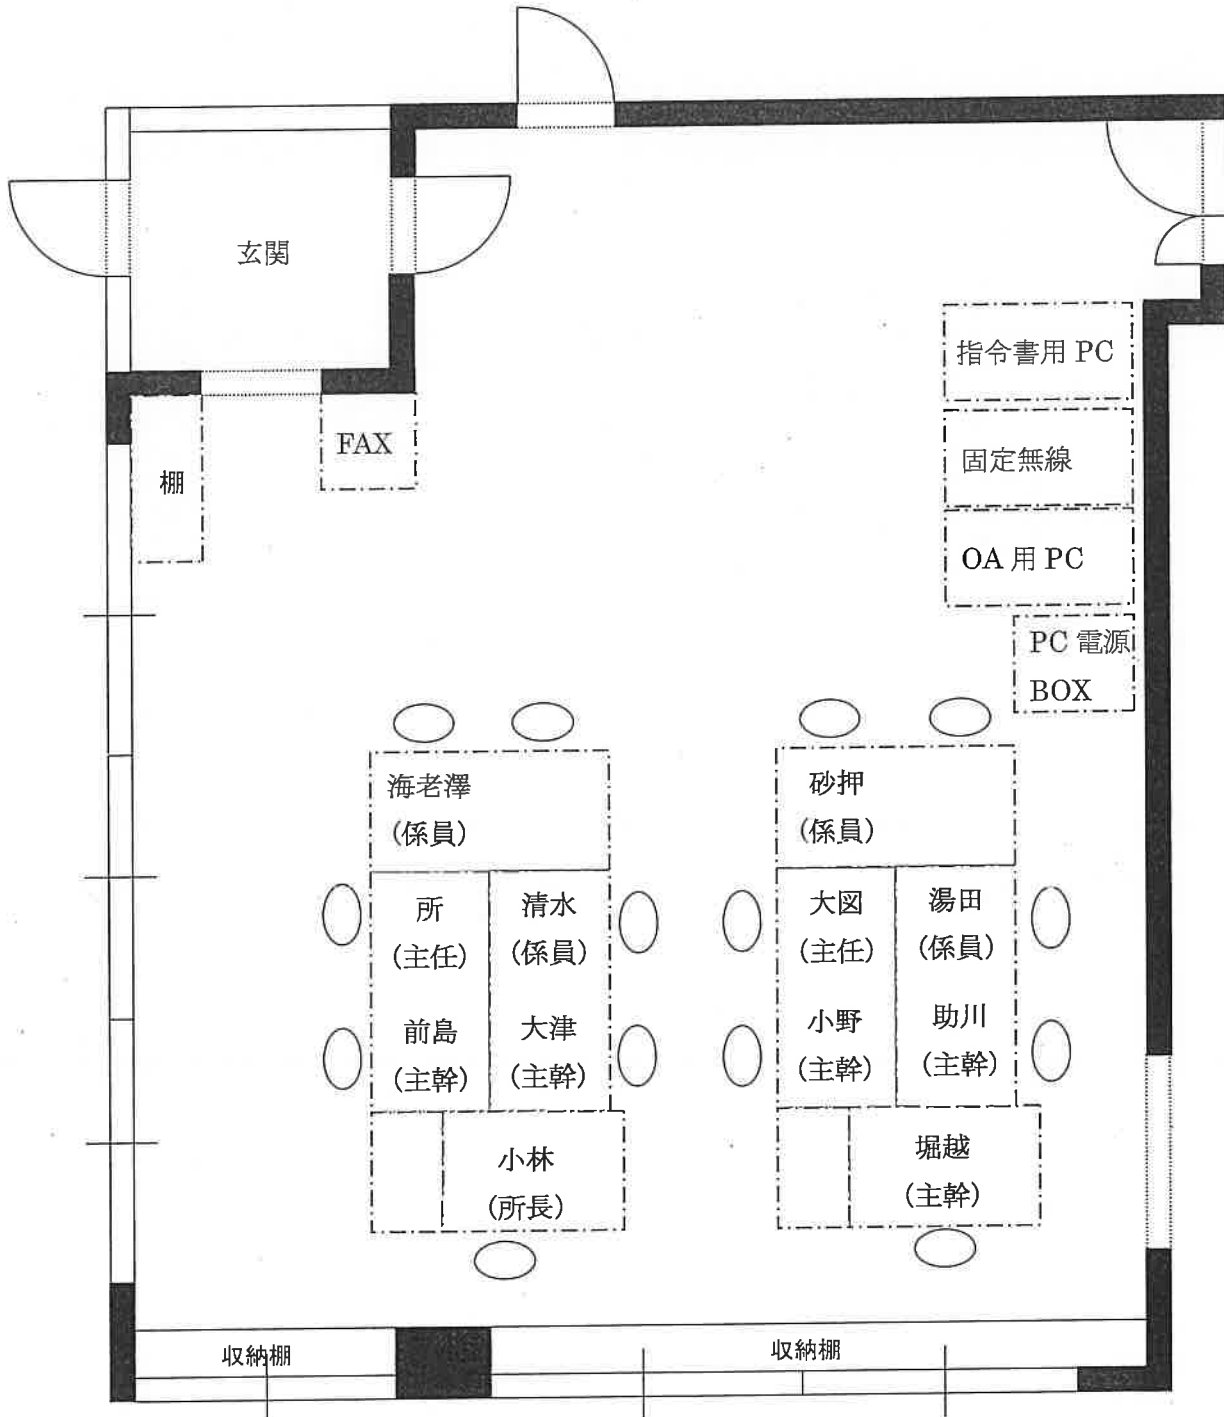 玄関
指令書用 PC
棚
FAX
固定無線
OA 用 PC
PC 電源
BOX
海老澤
(係員)
砂押
(係員)
所
(主任)
清水
(係員)
大図
(主任)
湯田
(係員)
前島
(主幹)
大津
(主幹)
小野
(主幹)
助川
(主幹)
小林
(所長)
堀越
(主幹)
収納棚
収納棚